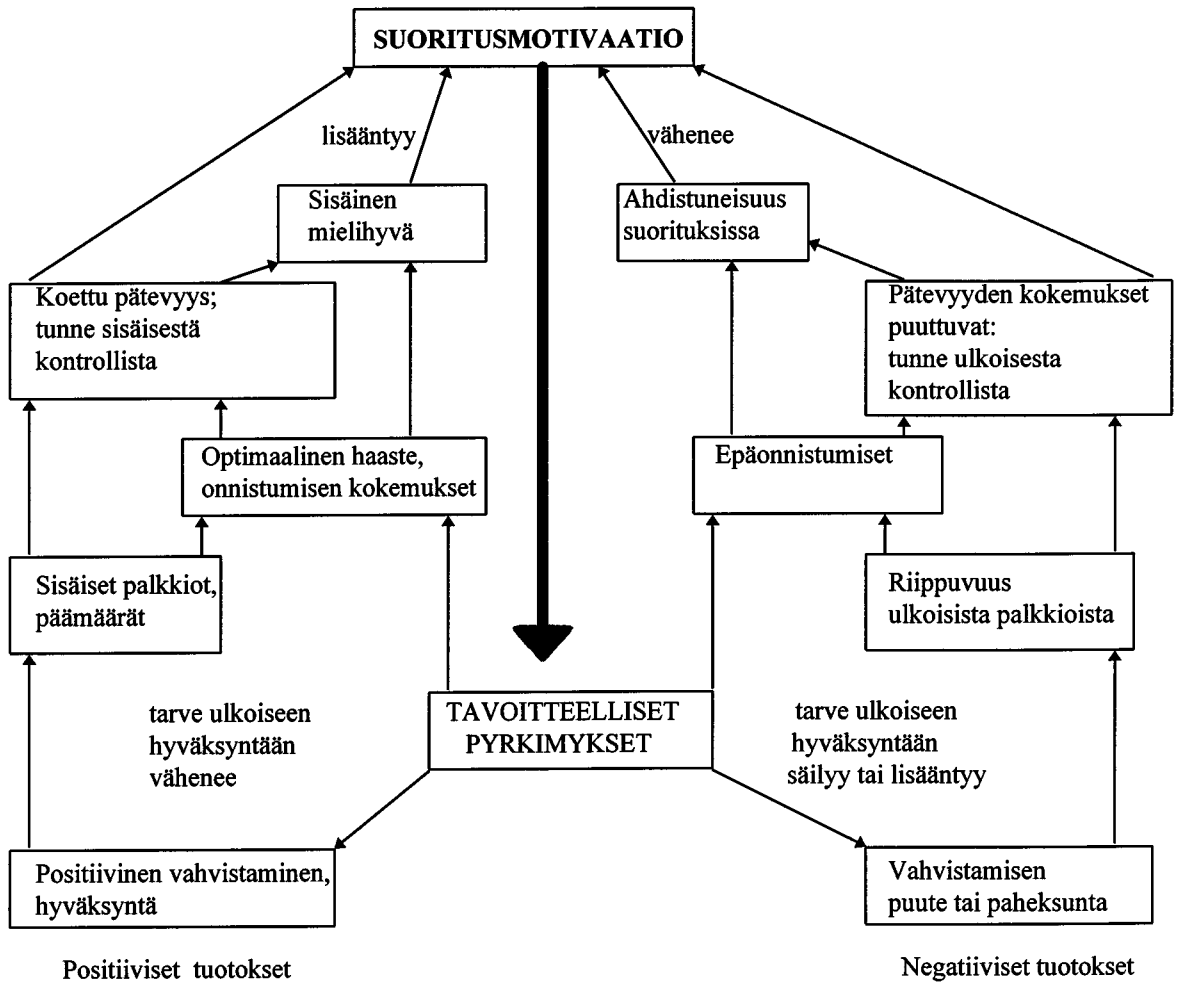 SUORITUSMOTIVAATIO
lisääntyy
vähenee
Sisäinen
mielihyvä
Ahdistuneisuus
suorituksissa
Koettu pätevyys;
tunne sisäisestä
kontrollista
Pätevyyden kokemukset
puuttuvat:
tunne ulkoisesta
kontrollista
Optimaalinen haaste,
onnistumisen kokemukset
Epäonnistumiset
Sisäiset palkkiot,
päämäärät
Riippuvuus
ulkoisista palkkioista
tarve ulkoiseen
hyväksyntään
vähenee
TAVOITTEELLISET
PYRKIMYKSET
tarve ulkoiseen
hyväksyntään
säilyy tai lisääntyy
Positiivinen vahvistaminen,
hyväksyntä
Vahvistamisen
puute tai paheksunta
Positiiviset tuotokset
Negatiiviset tuotokset